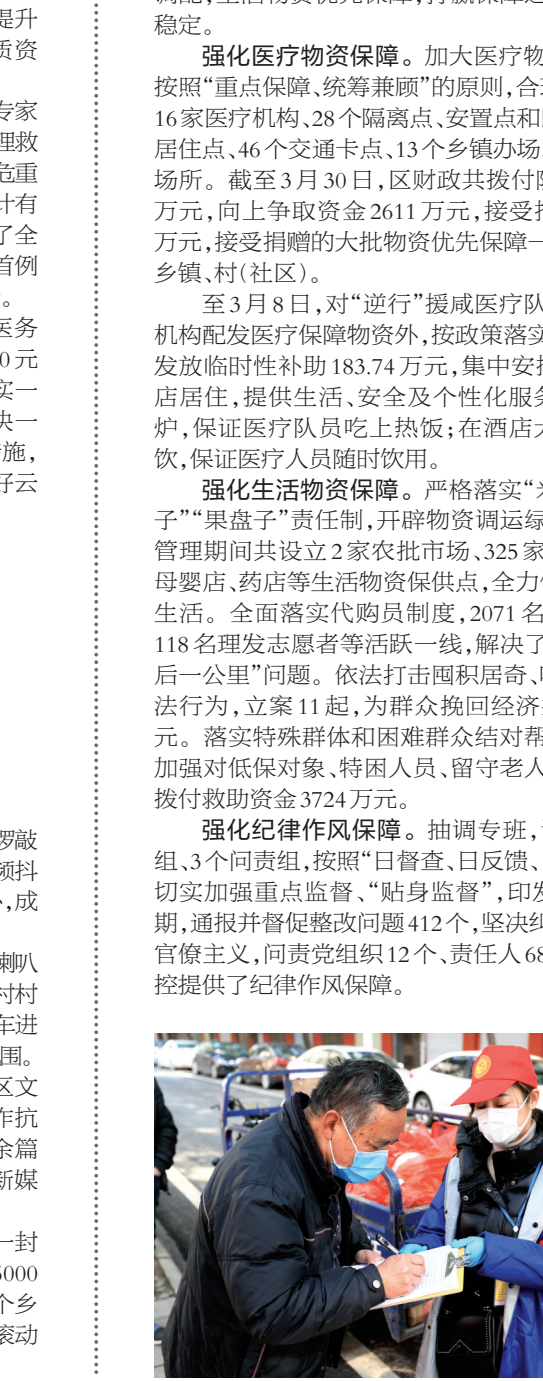 提升
质资
专家
理救
危重
计有
了全
首例
。
医务
0元
实一
决一
措施，
好云
锣敲
频抖
，成
喇叭
村村
车进
围。
区文
作抗
余篇
新媒
一封
5000
个乡
滚动
稳定。
强化医疗物资保障。加大医疗物
按照“重点保障、统筹兼顾”的原则，合
16家医疗机构、28个隔离点、安置点和
居住点、46个交通卡点、13个乡镇办场
场所。截至3月30日，区财政共拨付
万元，向上争取资金2611万元，接受
万元，接受捐赠的大批物资优先保障一
乡镇、村（社区）。
至3月8日，对“逆行”援咸医疗队
机构配发医疗保障物资外，按政策落实
发放临时性补助183.74万元，集中安
店居住，提供生活、安全及个性化服务
炉，保证医疗队员吃上热饭；在酒店
饮，保证医疗人员随时饮用。
强化生活物资保障。严格落实“
子”“果盘子”责任制，开辟物资调运绿
管理期间共设立2家农批市场、325家
母婴店、药店等生活物资保供点，全力
生活。全面落实代购员制度，2071名
118名理发志愿者等活跃一线，解决了
后一公里”问题。依法打击囤积居奇、
法行为，立案11起，为群众挽回经济
元。落实特殊群体和困难群众结对帮
加强对低保对象、特困人员、留守老人
拨付救助资金3724万元。
强化纪律作风保障。抽调专班，
组、3个问责组，按照“日督查、日反馈、
切实加强重点监督、“贴身监督”，印发
期，通报并督促整改问题412个，坚决纠
官僚主义，问责党组织12个、责任人68
控提供了纪律作风保障。